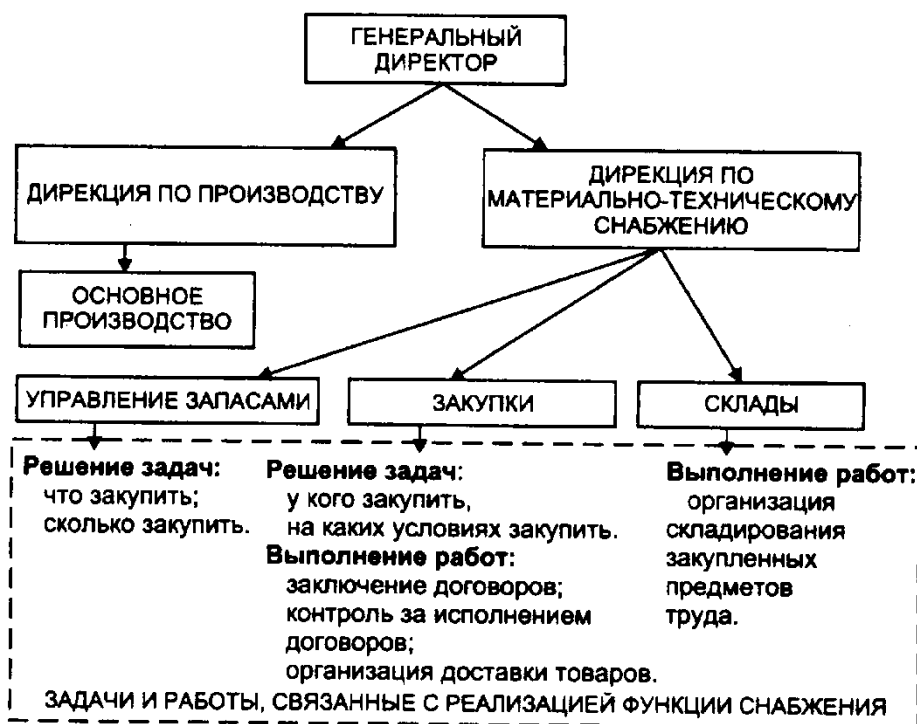 ГЕНЕРАЛЬНЫЙ
ДИРЕКТОР
ДИРЕКЦИЯ ПО ПРОИЗВОДСТВУ
ДИРЕКЦИЯ ПО
МАТЕРИАЛЬНО-ТЕХНИЧЕСКОМУ
СНАБЖЕНИЮ
ОСНОВНОЕ
ПРОИЗВОДСТВО
УПРАВЛЕНИЕ ЗАПАСАМИ
ЗАКУПКИ
СКЛАДЫ
Решение задач:
что закупить;
сколько закупить.
Решение задач:
у кого закупить,
на каких условиях закупить.
Выполнение работ:
заключение договоров;
контроль за исполнением
договоров;
организация доставки товаров.
Выполнение работ:
организация
складирования
закупленных
предметов
труда.
ЗАДАЧИ И РАБОТЫ, СВЯЗАННЫЕ С РЕАЛИЗАЦИЕЙ ФУНКЦИИ СНАБЖЕНИЯ